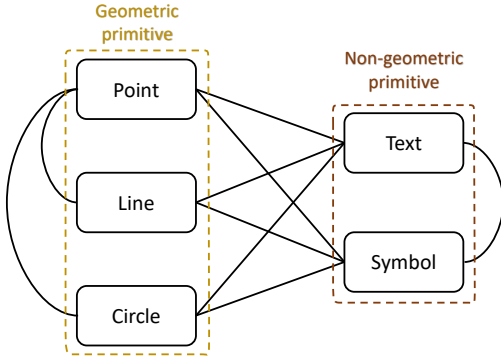 Geometric
primitive
Non-geometric
primitive
Point
Text
Line
Symbol
Circle